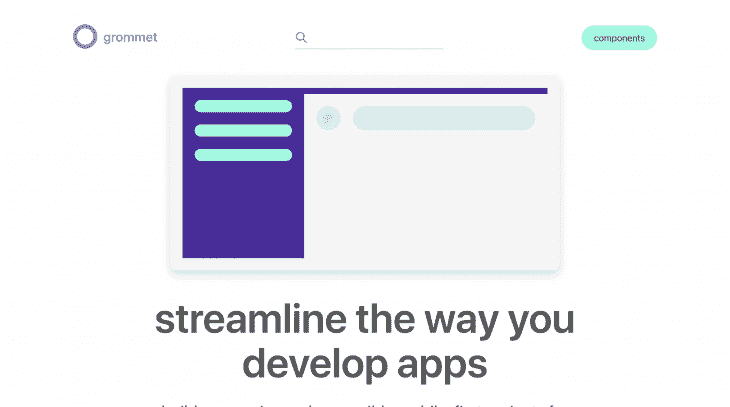 grommet
components
streamline the way you
develop apps